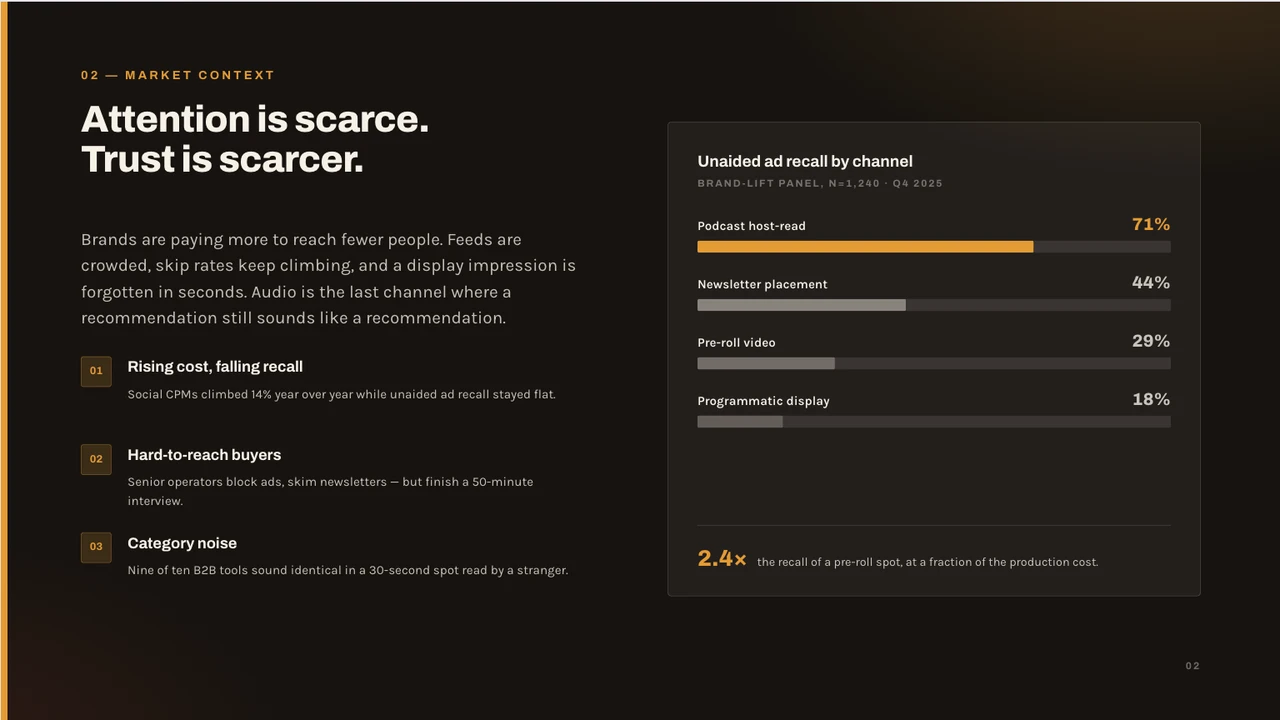 02 — MARKET CONTEXT
Attention is scarce.
Trust is scarcer.
Brands are paying more to reach fewer people. Feeds are
crowded, skip rates keep climbing, and a display impression is
forgotten in seconds. Audio is the last channel where a
recommendation still sounds like a recommendation.
01
Rising cost, falling recall
Social CPMs climbed 14% year over year while unaided ad recall stayed flat.
02
Hard-to-reach buyers
Senior operators block ads, skim newsletters — but finish a 50-minute
interview.
03
Category noise
Nine of ten B2B tools sound identical in a 30-second spot read by a stranger.
Unaided ad recall by channel
BRAND-LIFT PANEL, N=1,240 · Q4 2025
Podcast host-read 71%
Newsletter placement 44%
Pre-roll video 29%
Programmatic display 18%
2.4× the recall of a pre-roll spot, at a fraction of the production cost.
02